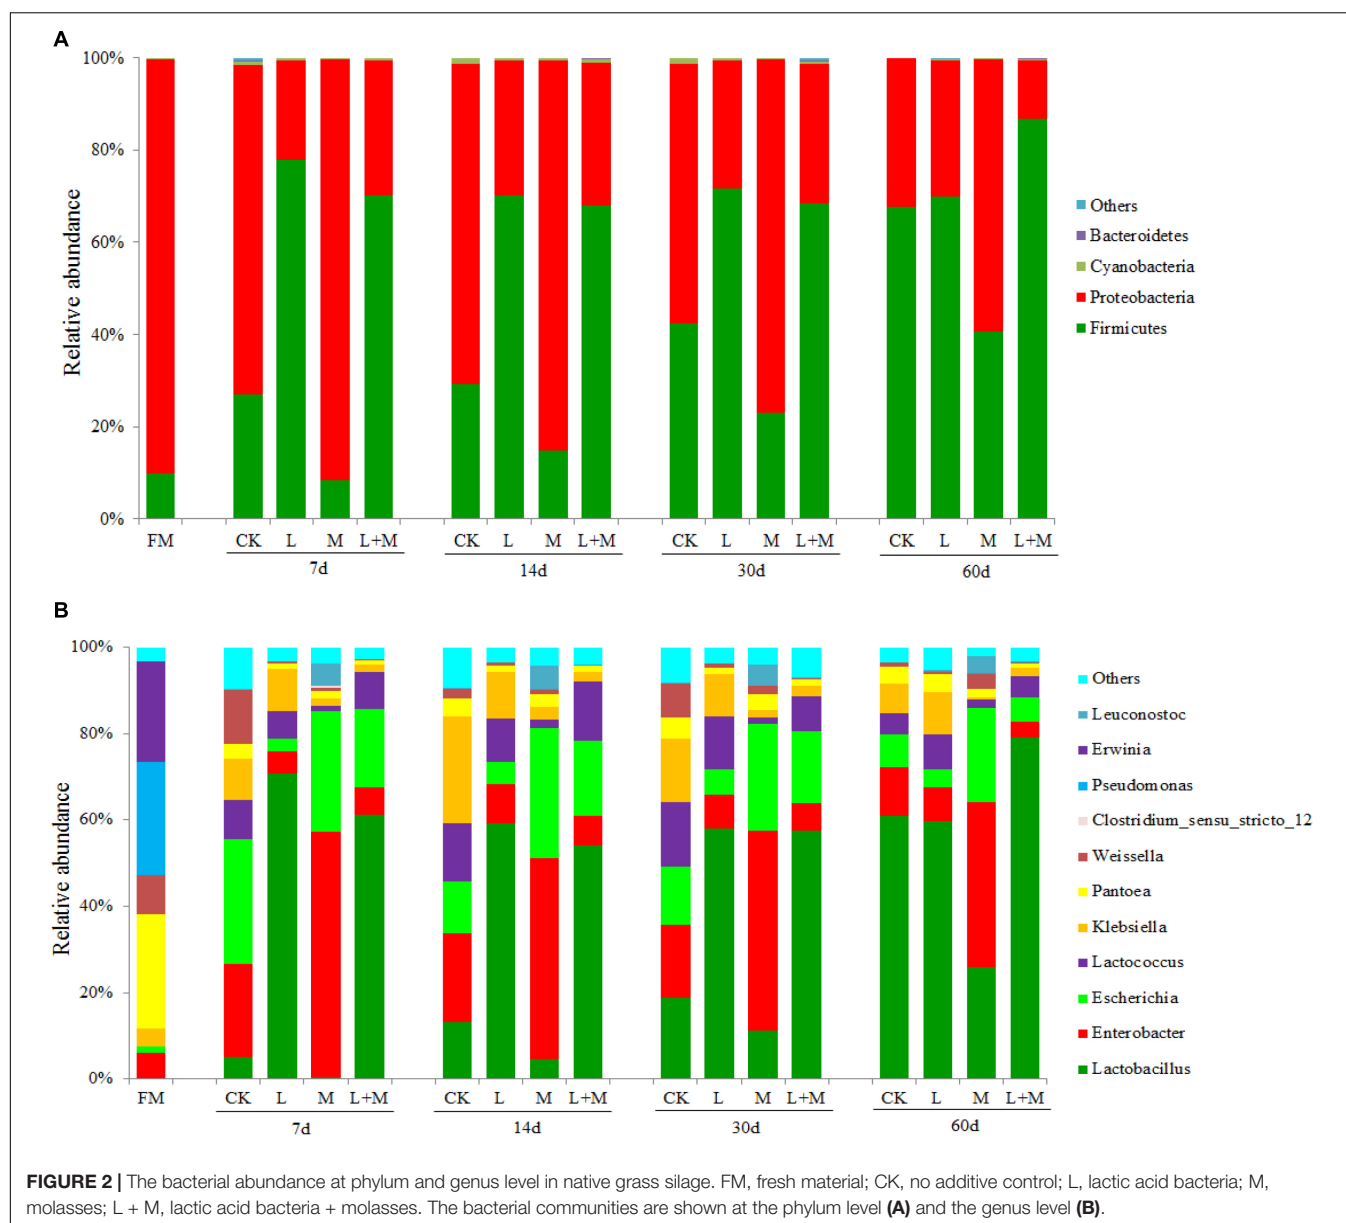 A
100%
80%
60%
40%
20%
0%
Relative abundance
FM CK L M L+M CK L M L+M CK L M L+M CK L M L+M
7d 14d 30d 60d
Others
Bacteroidetes
Cyanobacteria
Proteobacteria
Firmicutes
B
100%
80%
60%
40%
20%
0%
Relative abundance
FM CK L M L+M CK L M L+M CK L M L+M CK L M L+M
7d 14d 30d 60d
Others
Leuconostoc
Erwinia
Pseudomonas
Clostridium_sensu_stricto_12
Weissella
Pantoea
Klebsiella
Lactococcus
Escherichia
Enterobacter
Lactobacillus
FIGURE 2 | The bacterial abundance at phylum and genus level in native grass silage. FM, fresh material; CK, no additive control; L, lactic acid bacteria; M,
molasses; L + M, lactic acid bacteria + molasses. The bacterial communities are shown at the phylum level (A) and the genus level (B).